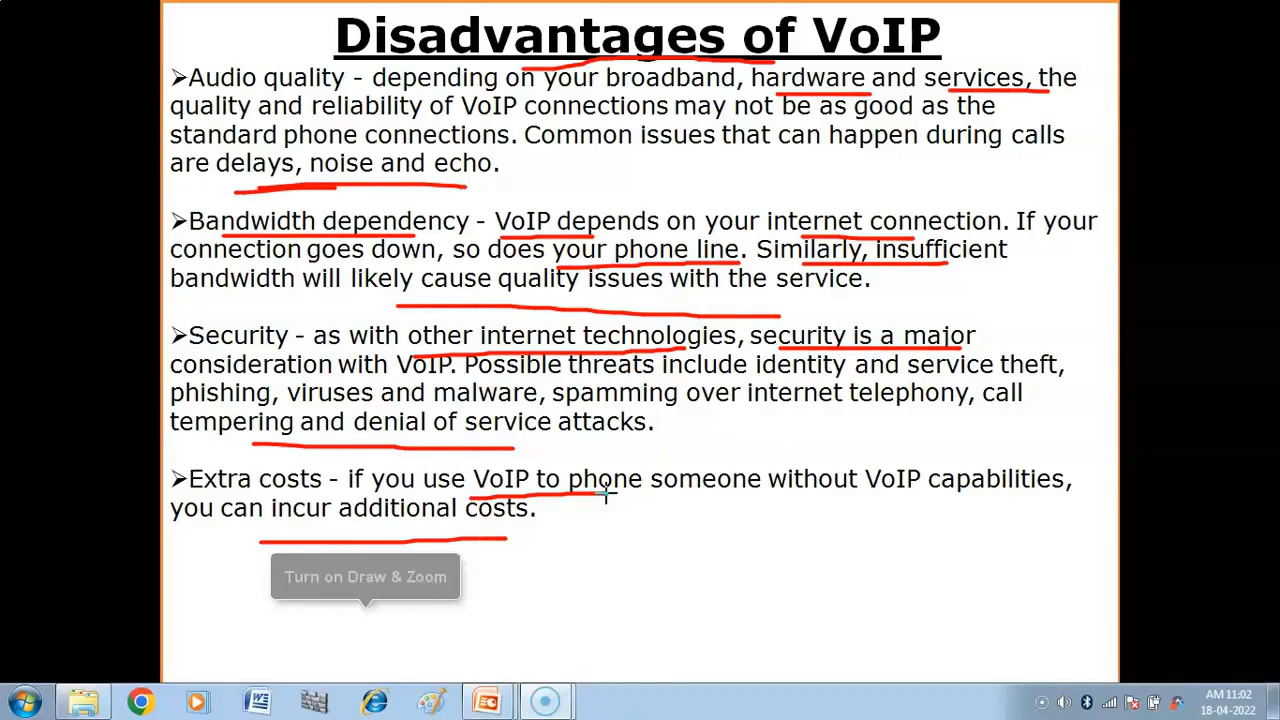 Disadvantages of VoIP
➢Audio quality - depending on your broadband, hardware and services, the
quality and reliability of VoIP connections may not be as good as the
standard phone connections. Common issues that can happen during calls
are delays, noise and echo.
➢Bandwidth dependency - VoIP depends on your internet connection. If your
connection goes down, so does your phone line. Similarly, insufficient
bandwidth will likely cause quality issues with the service.
➢Security - as with other internet technologies, security is a major
consideration with VoIP. Possible threats include identity and service theft,
phishing, viruses and malware, spamming over internet telephony, call
tempering and denial of service attacks.
➢Extra costs - if you use VoIP to phone someone without VoIP capabilities,
you can incur additional costs.
Turn on Draw & Zoom
AM 11:02
18-04-2022